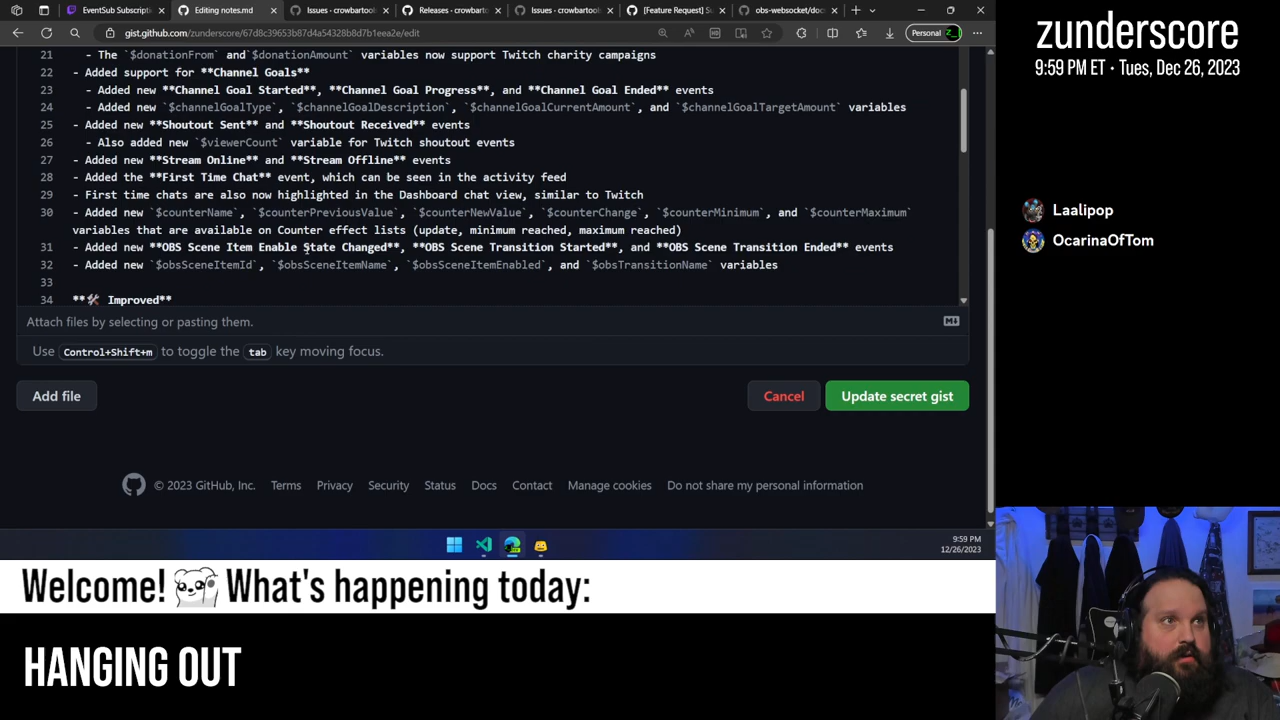 EventSub Subscripti
Editing notes.md
Issues · crowbartools
Releases · crowbarto
Issues · crowbartools
[Feature Request] Su
obs-websocket/doc
gist.github.com/zunderscore/67d8c39653b87d4a54328b8d7b1eea2e/edit
Personal
21 - The `$donationFrom` and `$donationAmount` variables now support Twitch charity campaigns
22 - Added support for **Channel Goals**
23 - Added new **Channel Goal Started**, **Channel Goal Progress**, and **Channel Goal Ended** events
24 - Added new `$channelGoalType`, `$channelGoalDescription`, `$channelGoalCurrentAmount`, and `$channelGoalTargetAmount` variables
25 - Added new **Shoutout Sent** and **Shoutout Received** events
26 - Also added new `$viewerCount` variable for Twitch shoutout events
27 - Added new **Stream Online** and **Stream Offline** events
28 - Added the **First Time Chat** event, which can be seen in the activity feed
29 - First time chats are also now highlighted in the Dashboard chat view, similar to Twitch
30 - Added new `$counterName`, `$counterPreviousValue`, `$counterNewValue`, `$counterChange`, `$counterMinimum`, and `$counterMaximum`
variables that are available on Counter effect lists (update, minimum reached, maximum reached)
31 - Added new **OBS Scene Item Enable State Changed**, **OBS Scene Transition Started**, and **OBS Scene Transition Ended** events
32 - Added new `$obsSceneItemId`, `$obsSceneItemName`, `$obsSceneItemEnabled`, and `$obsTransitionName` variables
33
34 **🛠 Improved**
Attach files by selecting or pasting them.
Use Control+Shift+m to toggle the tab key moving focus.
Add file
Cancel
Update secret gist
© 2023 GitHub, Inc.
Terms
Privacy
Security
Status
Docs
Contact
Manage cookies
Do not share my personal information
9:59 PM
12/26/2023
zunderscore
9:59 PM ET · Tues, Dec 26, 2023
Laalipop
OcarinaOfTom
Welcome! What's happening today:
HANGING OUT